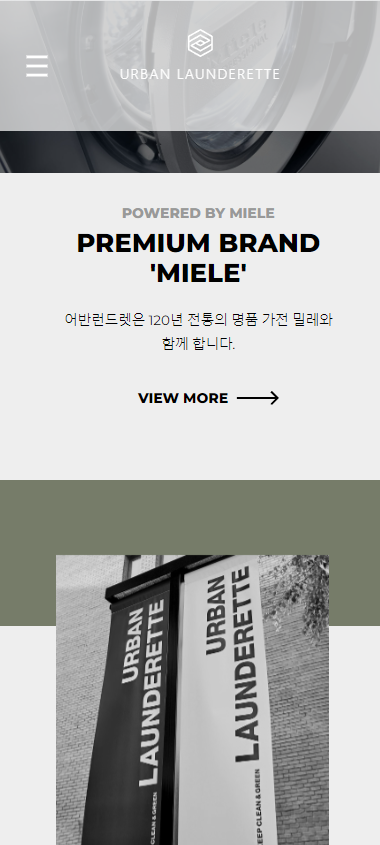 URBAN LAUNDERETTE
POWERED BY MIELE
PREMIUM BRAND
'MIELE'
어반런드렛은 120년 전통의 명품 가전 밀레와
함께 합니다.
VIEW MORE
URBAN
LAUNDERETTE
CLEAN & GREEN
URBAN
LAUNDERETTE
EEP CLEAN & GREEN